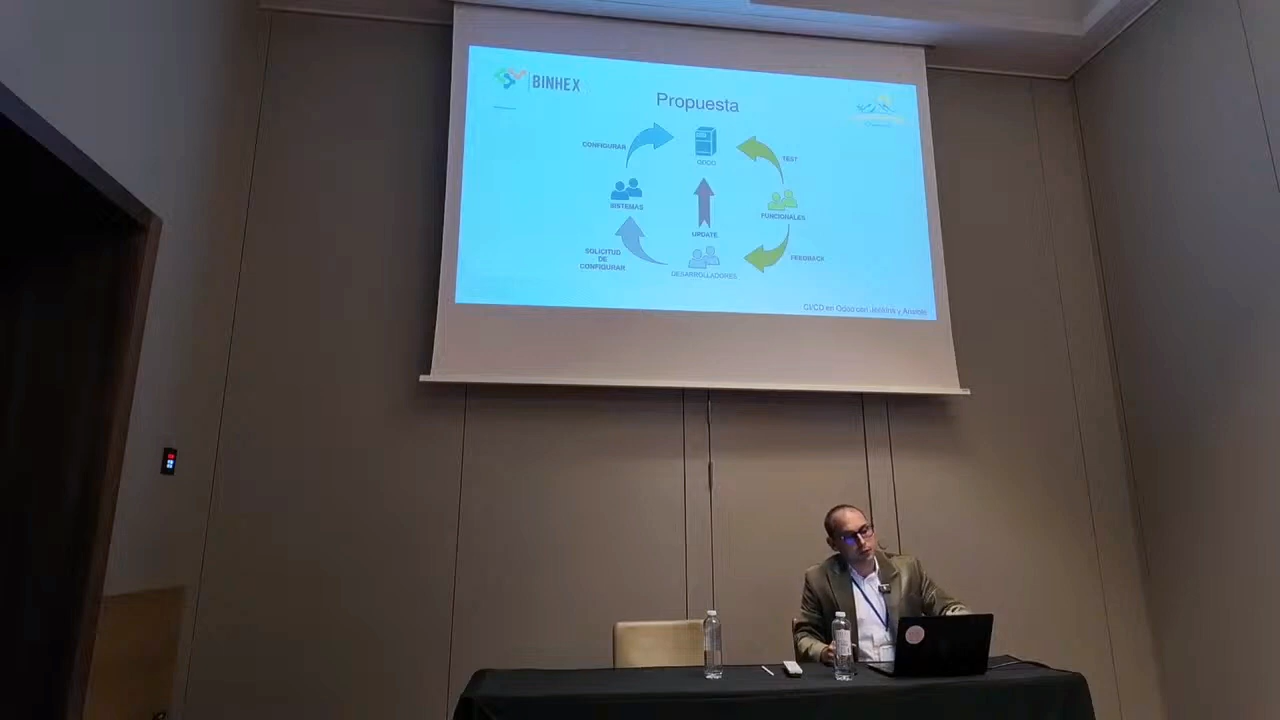 BINHEX
Propuesta
CONFIGURAR
ODOO
TEST
SISTEMAS
FUNCIONALES
UPDATE
SOLICITUD
DE
CONFIGURAR
DESARROLLADORES
FEEDBACK
CI/CD en Odoo con Jenkins y Ansible